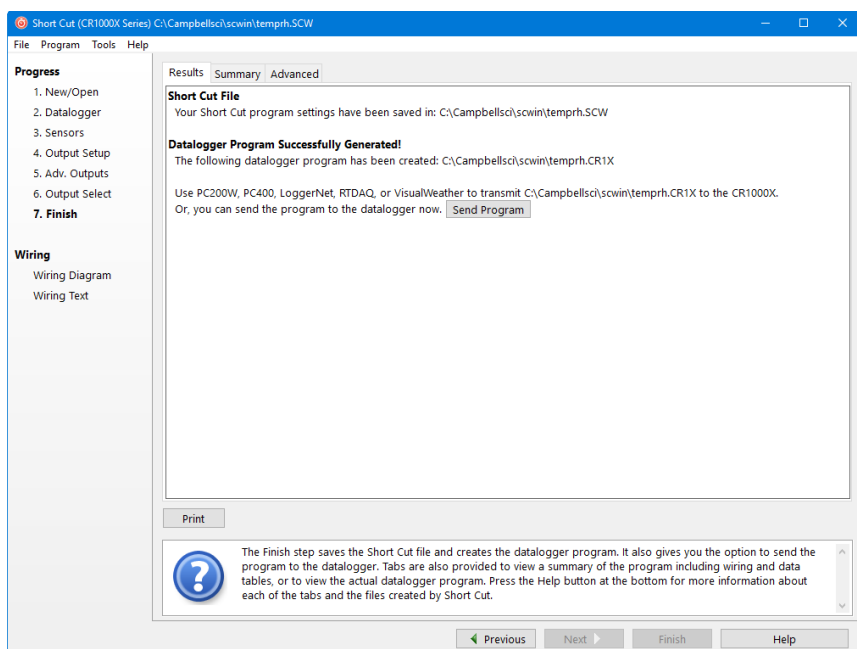 Short Cut (CR1000X Series) C:\Campbellsci\scwin\temprh.SCW
File Program Tools Help
Progress
1. New/Open
2. Datalogger
3. Sensors
4. Output Setup
5. Adv. Outputs
6. Output Select
7. Finish
Wiring
Wiring Diagram
Wiring Text
Results Summary Advanced
Short Cut File
Your Short Cut program settings have been saved in: C:\Campbellsci\scwin\temprh.SCW
Datalogger Program Successfully Generated!
The following datalogger program has been created: C:\Campbellsci\scwin\temprh.CR1X
Use PC200W, PC400, LoggerNet, RTDAQ, or VisualWeather to transmit C:\Campbellsci\scwin\temprh.CR1X to the CR1000X.
Or, you can send the program to the datalogger now. Send Program
Print
The Finish step saves the Short Cut file and creates the datalogger program. It also gives you the option to send the
program to the datalogger. Tabs are also provided to view a summary of the program including wiring and data
tables, or to view the actual datalogger program. Press the Help button at the bottom for more information about
each of the tabs and the files created by Short Cut.
Previous Next Finish Help